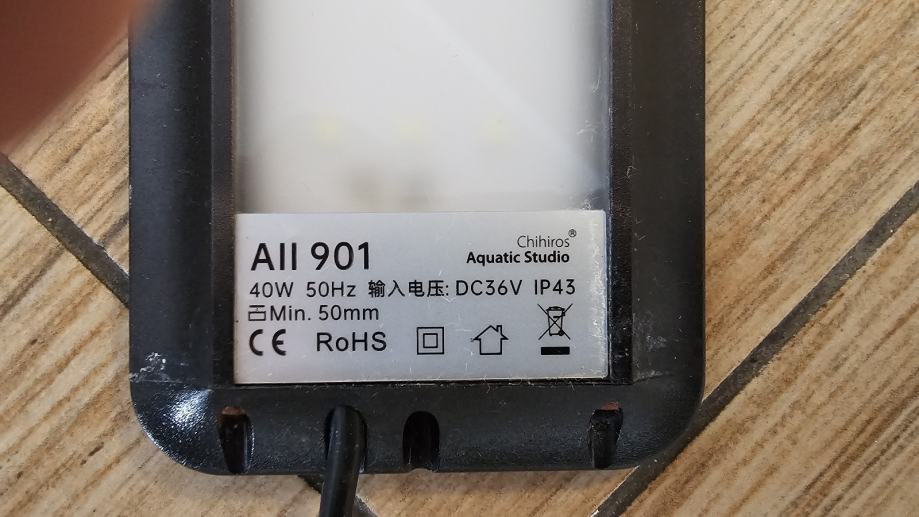 AII 901
Chihiros®
Aquatic Studio
40W 50Hz 输入电压: DC36V IP43
Min. 50mm
CE RoHS